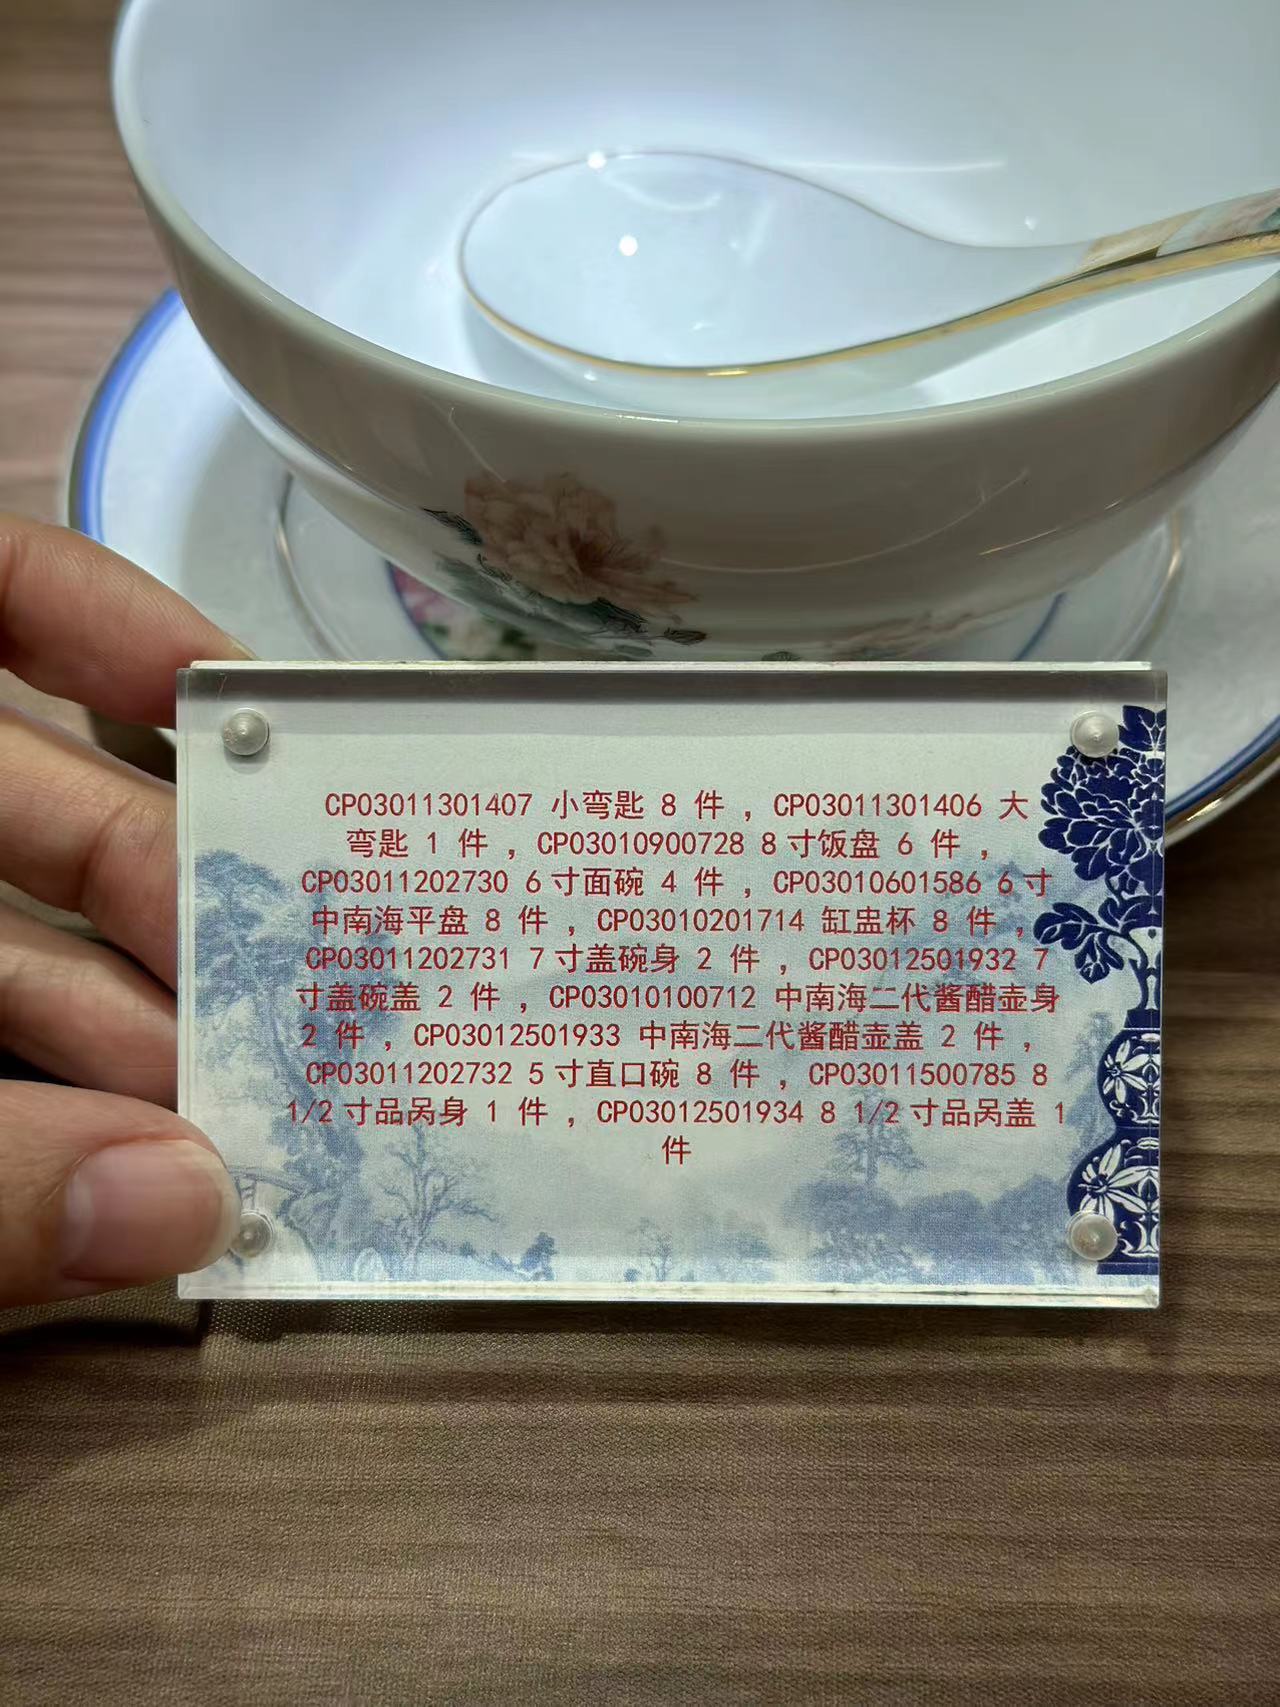 CP03011301407 小弯匙 8 件 ，CP03011301406 大
弯匙 1 件 ，CP03010900728 8寸饭盘 6 件 ，
CP03011202730 6寸面碗 4 件 ，CP03010601586 6寸
中南海平盘 8 件 ，CP03010201714 缸盅杯 8 件 ，
CP03011202731 7寸盖碗身 2 件 ，CP03012501932 7
寸盖碗盖 2 件 ，CP03010100712 中南海二代酱醋壶身
2 件 ，CP03012501933 中南海二代酱醋壶盖 2 件 ，
CP03011202732 5寸直口碗 8 件 ，CP03011500785 8
1/2寸品呙身 1 件 ，CP03012501934 8 1/2寸品呙盖 1
件